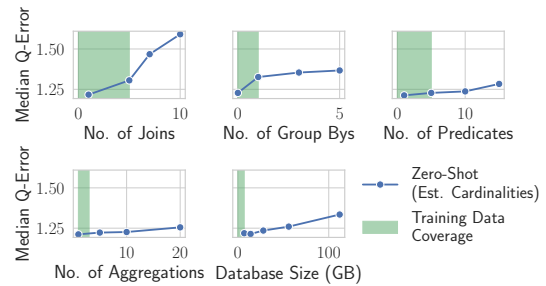 Median Q-Error
1.50
1.25
0
10
No. of Joins
0
5
No. of Group Bys
0
10
No. of Predicates
Median Q-Error
1.50
1.25
10
20
No. of Aggregations
0
100
Database Size (GB)
Zero-Shot
(Est. Cardinalities)
Training Data
Coverage